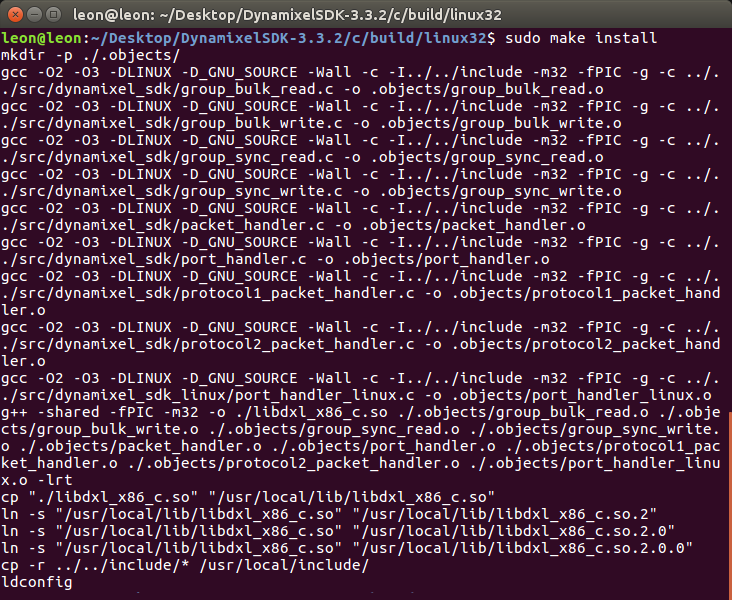 leon@leon: ~/Desktop/DynamixelSDK-3.3.2/c/build/linux32
leon@leon:~/Desktop/DynamixelSDK-3.3.2/c/build/linux32$ sudo make install
mkdir -p ./.objects/
gcc -O2 -O3 -DLINUX -D_GNU_SOURCE -Wall -c -I../../include -m32 -fPIC -g -c ../.
./src/dynamixel_sdk/group_bulk_read.c -o .objects/group_bulk_read.o
gcc -O2 -O3 -DLINUX -D_GNU_SOURCE -Wall -c -I../../include -m32 -fPIC -g -c ../.
./src/dynamixel_sdk/group_bulk_write.c -o .objects/group_bulk_write.o
gcc -O2 -O3 -DLINUX -D_GNU_SOURCE -Wall -c -I../../include -m32 -fPIC -g -c ../.
./src/dynamixel_sdk/group_sync_read.c -o .objects/group_sync_read.o
gcc -O2 -O3 -DLINUX -D_GNU_SOURCE -Wall -c -I../../include -m32 -fPIC -g -c ../.
./src/dynamixel_sdk/group_sync_write.c -o .objects/group_sync_write.o
gcc -O2 -O3 -DLINUX -D_GNU_SOURCE -Wall -c -I../../include -m32 -fPIC -g -c ../.
./src/dynamixel_sdk/packet_handler.c -o .objects/packet_handler.o
gcc -O2 -O3 -DLINUX -D_GNU_SOURCE -Wall -c -I../../include -m32 -fPIC -g -c ../.
./src/dynamixel_sdk/port_handler.c -o .objects/port_handler.o
gcc -O2 -O3 -DLINUX -D_GNU_SOURCE -Wall -c -I../../include -m32 -fPIC -g -c ../.
./src/dynamixel_sdk/protocol1_packet_handler.c -o .objects/protocol1_packet_hand
ler.o
gcc -O2 -O3 -DLINUX -D_GNU_SOURCE -Wall -c -I../../include -m32 -fPIC -g -c ../.
./src/dynamixel_sdk/protocol2_packet_handler.c -o .objects/protocol2_packet_hand
ler.o
gcc -O2 -O3 -DLINUX -D_GNU_SOURCE -Wall -c -I../../include -m32 -fPIC -g -c ../.
./src/dynamixel_sdk_linux/port_handler_linux.c -o .objects/port_handler_linux.o
g++ -shared -fPIC -m32 -o ./libdxl_x86_c.so ./.objects/group_bulk_read.o ./.obje
cts/group_bulk_write.o ./.objects/group_sync_read.o ./.objects/group_sync_write.
o ./.objects/packet_handler.o ./.objects/port_handler.o ./.objects/protocol1_pac
ket_handler.o ./.objects/protocol2_packet_handler.o ./.objects/port_handler_linu
x.o -lrt
cp "./libdxl_x86_c.so" "/usr/local/lib/libdxl_x86_c.so"
ln -s "/usr/local/lib/libdxl_x86_c.so" "/usr/local/lib/libdxl_x86_c.so.2"
ln -s "/usr/local/lib/libdxl_x86_c.so" "/usr/local/lib/libdxl_x86_c.so.2.0"
ln -s "/usr/local/lib/libdxl_x86_c.so" "/usr/local/lib/libdxl_x86_c.so.2.0.0"
cp -r ../../include/* /usr/local/include/
ldconfig